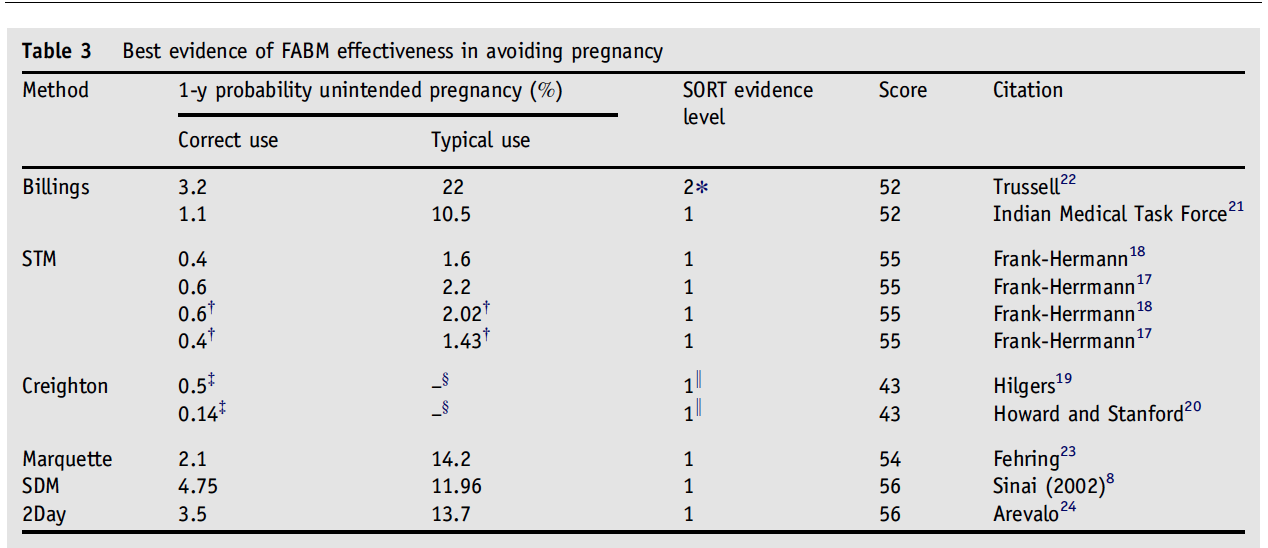 Table 3 Best evidence of FABM effectiveness in avoiding pregnancy
Method 1-y probability unintended pregnancy (%) SORT evidence level Score Citation
Correct use Typical use
Billings 3.2 22 2* 52 Trussell22
1.1 10.5 1 52 Indian Medical Task Force21
STM 0.4 1.6 1 55 Frank-Hermann18
0.6 2.2 1 55 Frank-Herrmann17
0.6† 2.02† 1 55 Frank-Herrmann18
0.4† 1.43† 1 55 Frank-Herrmann17
Creighton 0.5‡ –§ 1‖ 43 Hilgers19
0.14‡ –§ 1‖ 43 Howard and Stanford20
Marquette 2.1 14.2 1 54 Fehring23
SDM 4.75 11.96 1 56 Sinai (2002)8
2Day 3.5 13.7 1 56 Arevalo24